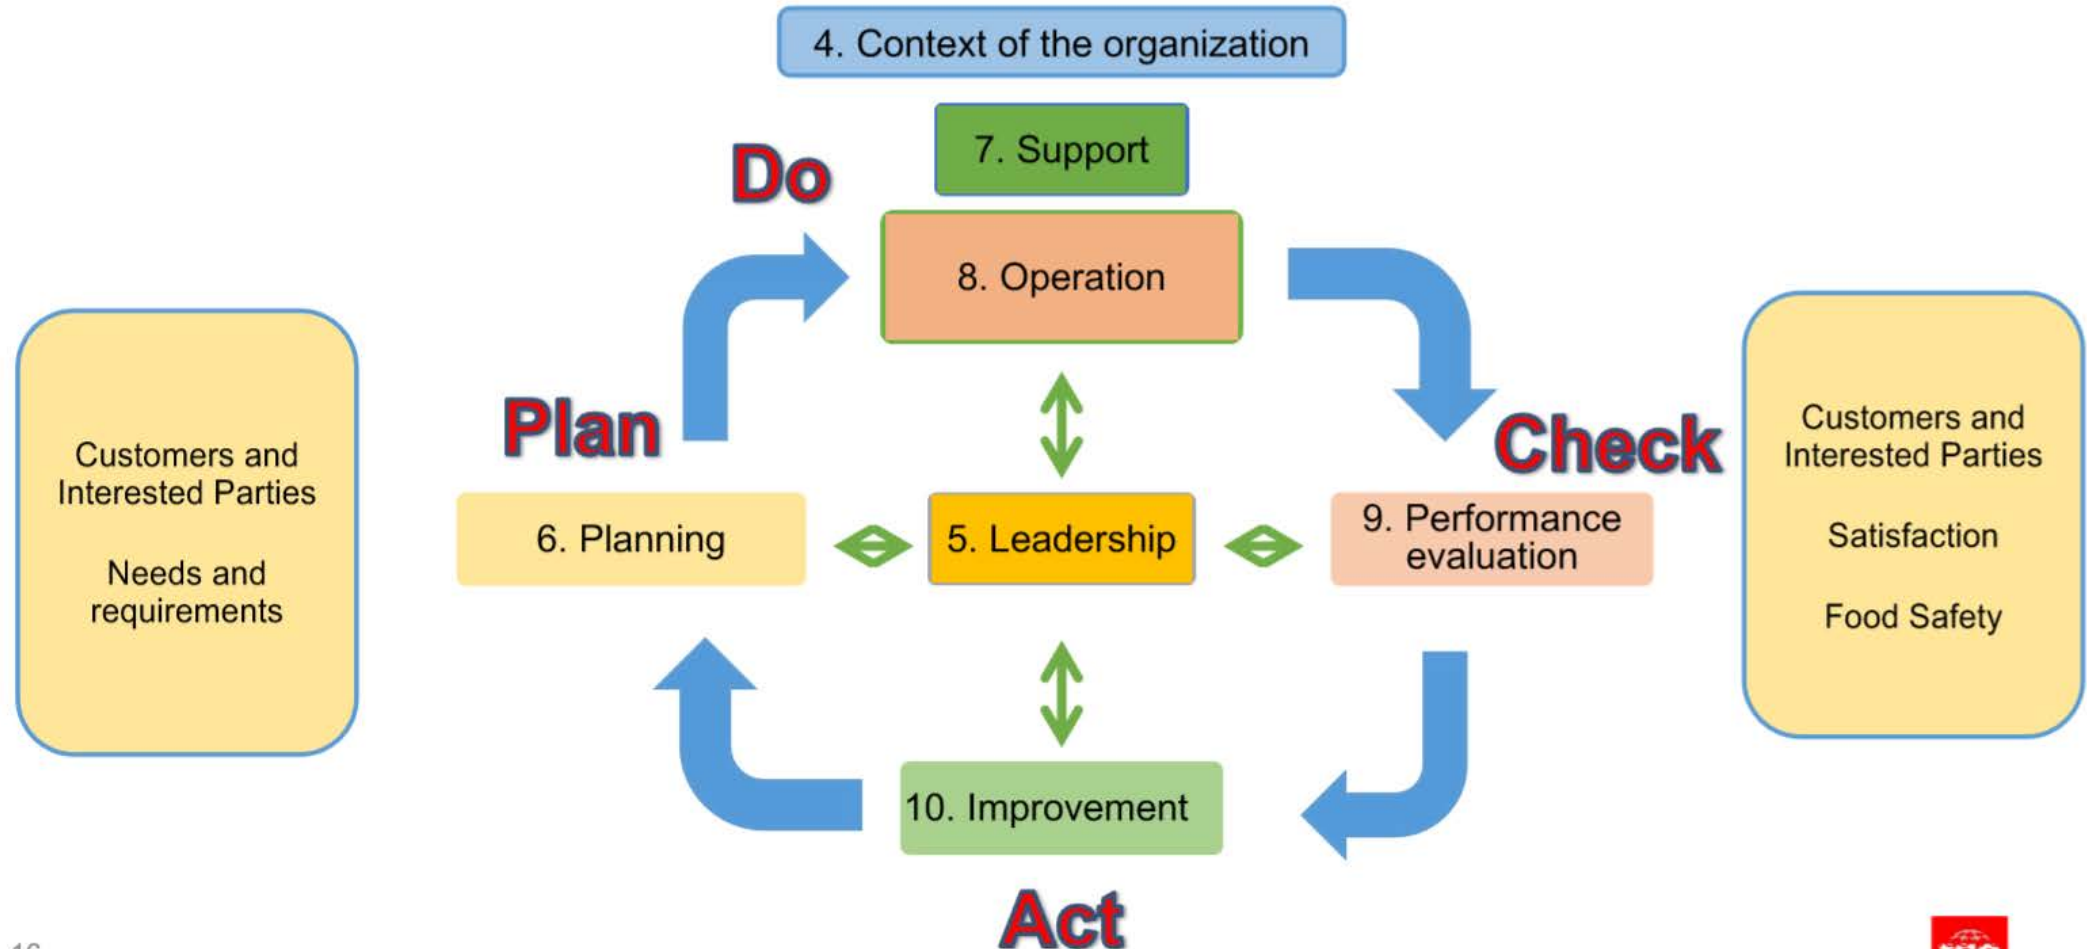 4. Context of the organization
7. Support
Do
8. Operation
Plan
Check
Customers and
Interested Parties
Needs and
requirements
6. Planning
5. Leadership
9. Performance
evaluation
Customers and
Interested Parties
Satisfaction
Food Safety
10. Improvement
Act